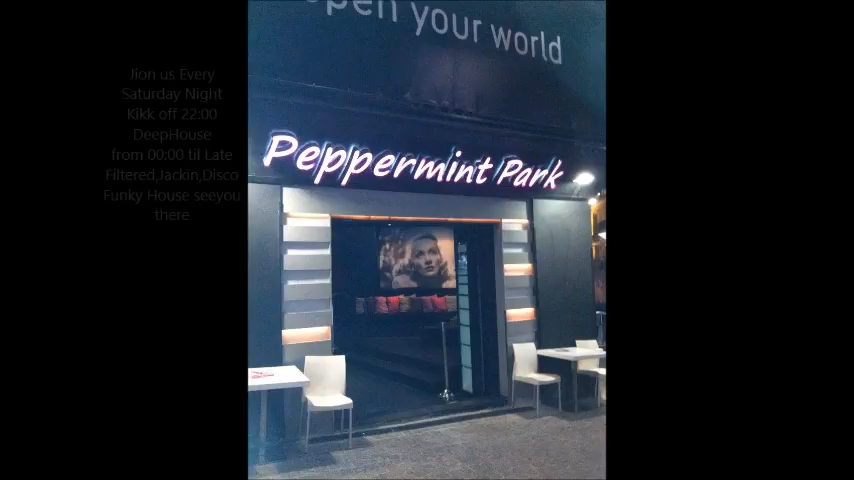 open your world
Peppermint Park
Jion us Every
Saturday Night
Kikk off 22:00
DeepHouse
from 00:00 til Late
Filtered,Jackin,Disco
Funky House seeyou
there